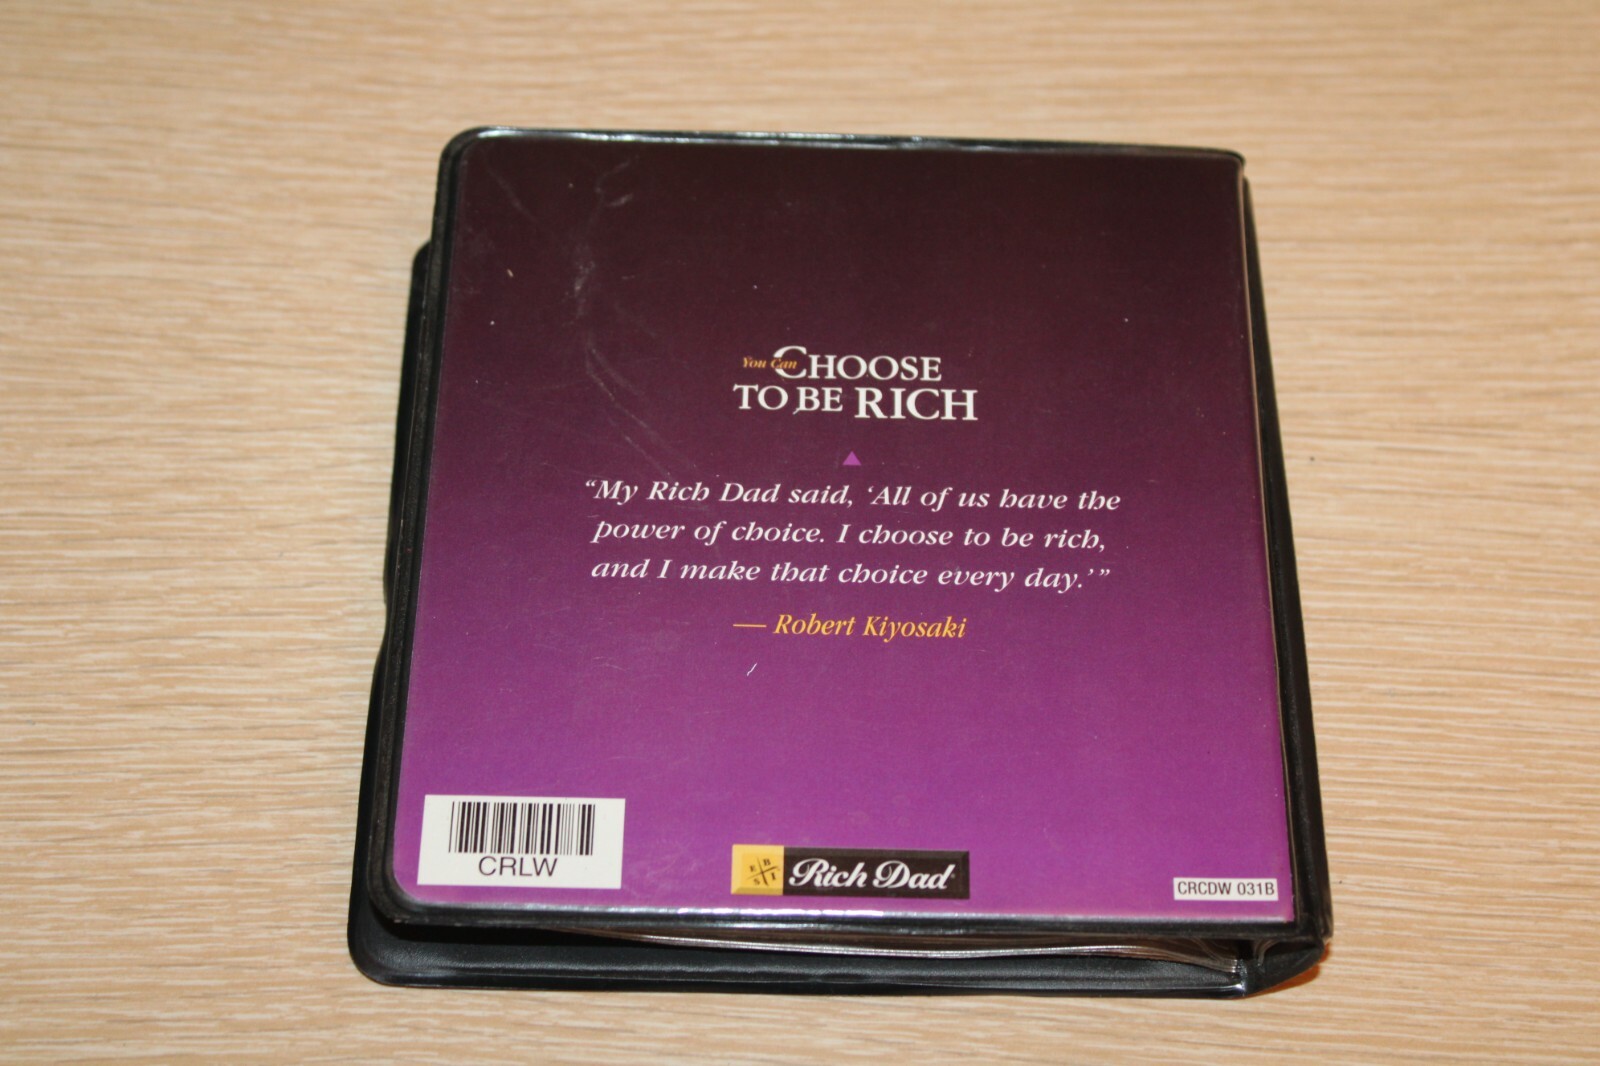 You Can CHOOSE
TO BE RICH
“My Rich Dad said, ‘All of us have the
power of choice. I choose to be rich,
and I make that choice every day.’”
— Robert Kiyosaki
CRLW
B
E I
S
Rich Dad
CRCDW 031B